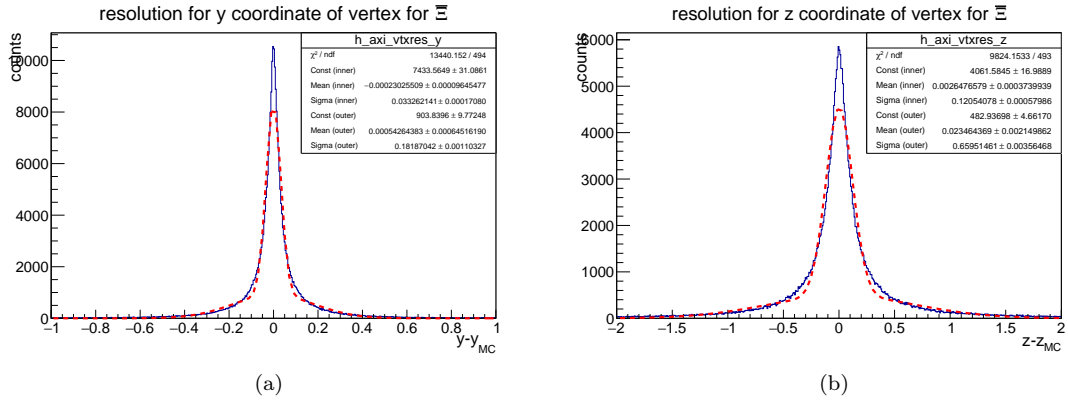 resolution for y coordinate of vertex for Ξ
h_axi_vtxres_y
χ² / ndf 13440.152 / 494
Const (inner) 7433.5649 ± 31.0861
Mean (inner) −0.00023025509 ± 0.00009645477
Sigma (inner) 0.033262141 ± 0.00017080
Const (outer) 903.8396 ± 9.77248
Mean (outer) 0.00054264383 ± 0.00064516190
Sigma (outer) 0.18187042 ± 0.00110327
counts
10000
8000
6000
4000
2000
0
−1 −0.8 −0.6 −0.4 −0.2 0 0.2 0.4 0.6 0.8 1
y-y_MC
(a)
resolution for z coordinate of vertex for Ξ
h_axi_vtxres_z
χ² / ndf 9824.1533 / 493
Const (inner) 4061.5845 ± 16.9889
Mean (inner) 0.0026476579 ± 0.0003739939
Sigma (inner) 0.12054078 ± 0.00057986
Const (outer) 482.93698 ± 4.66170
Mean (outer) 0.023464369 ± 0.002149862
Sigma (outer) 0.65951461 ± 0.00356468
counts
6000
5000
4000
3000
2000
1000
0
−2 −1.5 −1 −0.5 0 0.5 1 1.5 2
z-z_MC
(b)